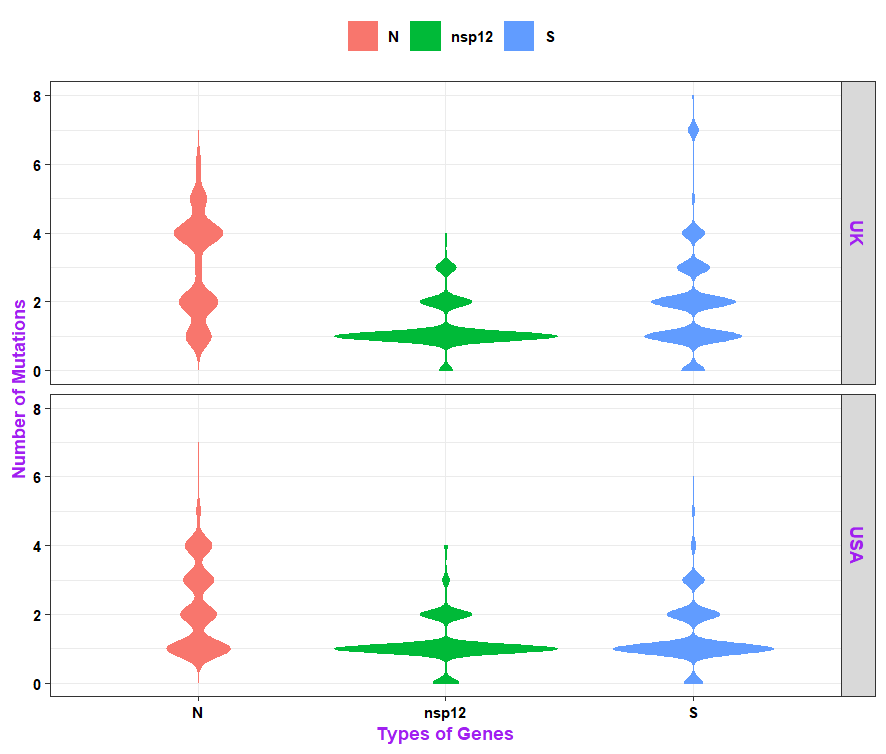 N nsp12 S
8
6
4
2
0
UK
8
6
4
2
0
USA
Number of Mutations
N nsp12 S
Types of Genes